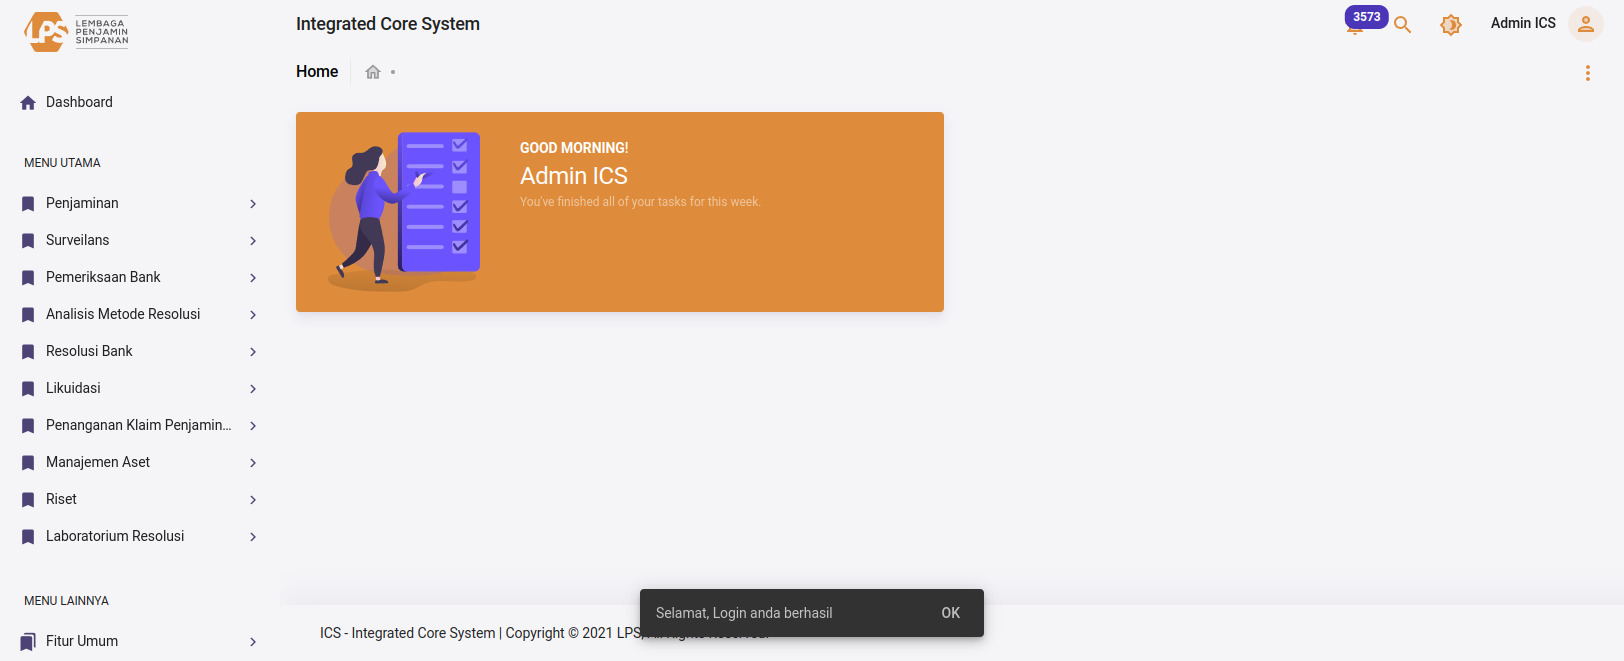 LPS
LEMBAGA
PENJAMIN
SIMPANAN
Integrated Core System
3573
Admin ICS
Home
Dashboard
MENU UTAMA
Penjaminan
Surveilans
Pemeriksaan Bank
Analisis Metode Resolusi
Resolusi Bank
Likuidasi
Penanganan Klaim Penjamin...
Manajemen Aset
Riset
Laboratorium Resolusi
MENU LAINNYA
Fitur Umum
GOOD MORNING!
Admin ICS
You've finished all of your tasks for this week.
Selamat, Login anda berhasil
OK
ICS - Integrated Core System | Copyright © 2021 LPS,